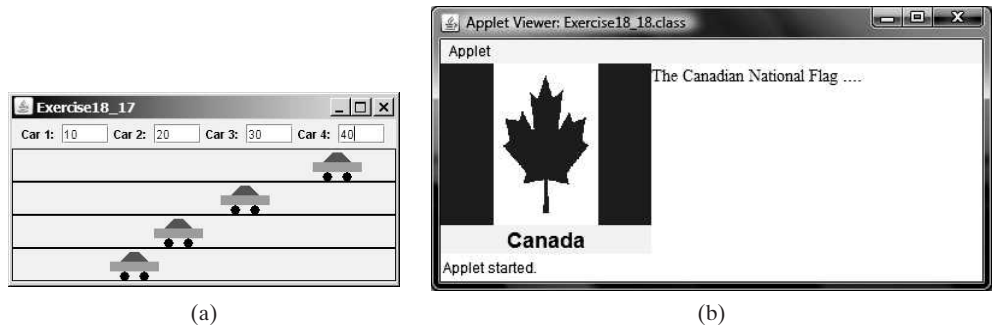 Exercise18_17
Car 1: 10 Car 2: 20 Car 3: 30 Car 4: 40
(a)
Applet Viewer: Exercise18_18.class
Applet
The Canadian National Flag ....
Canada
Applet started.
(b)